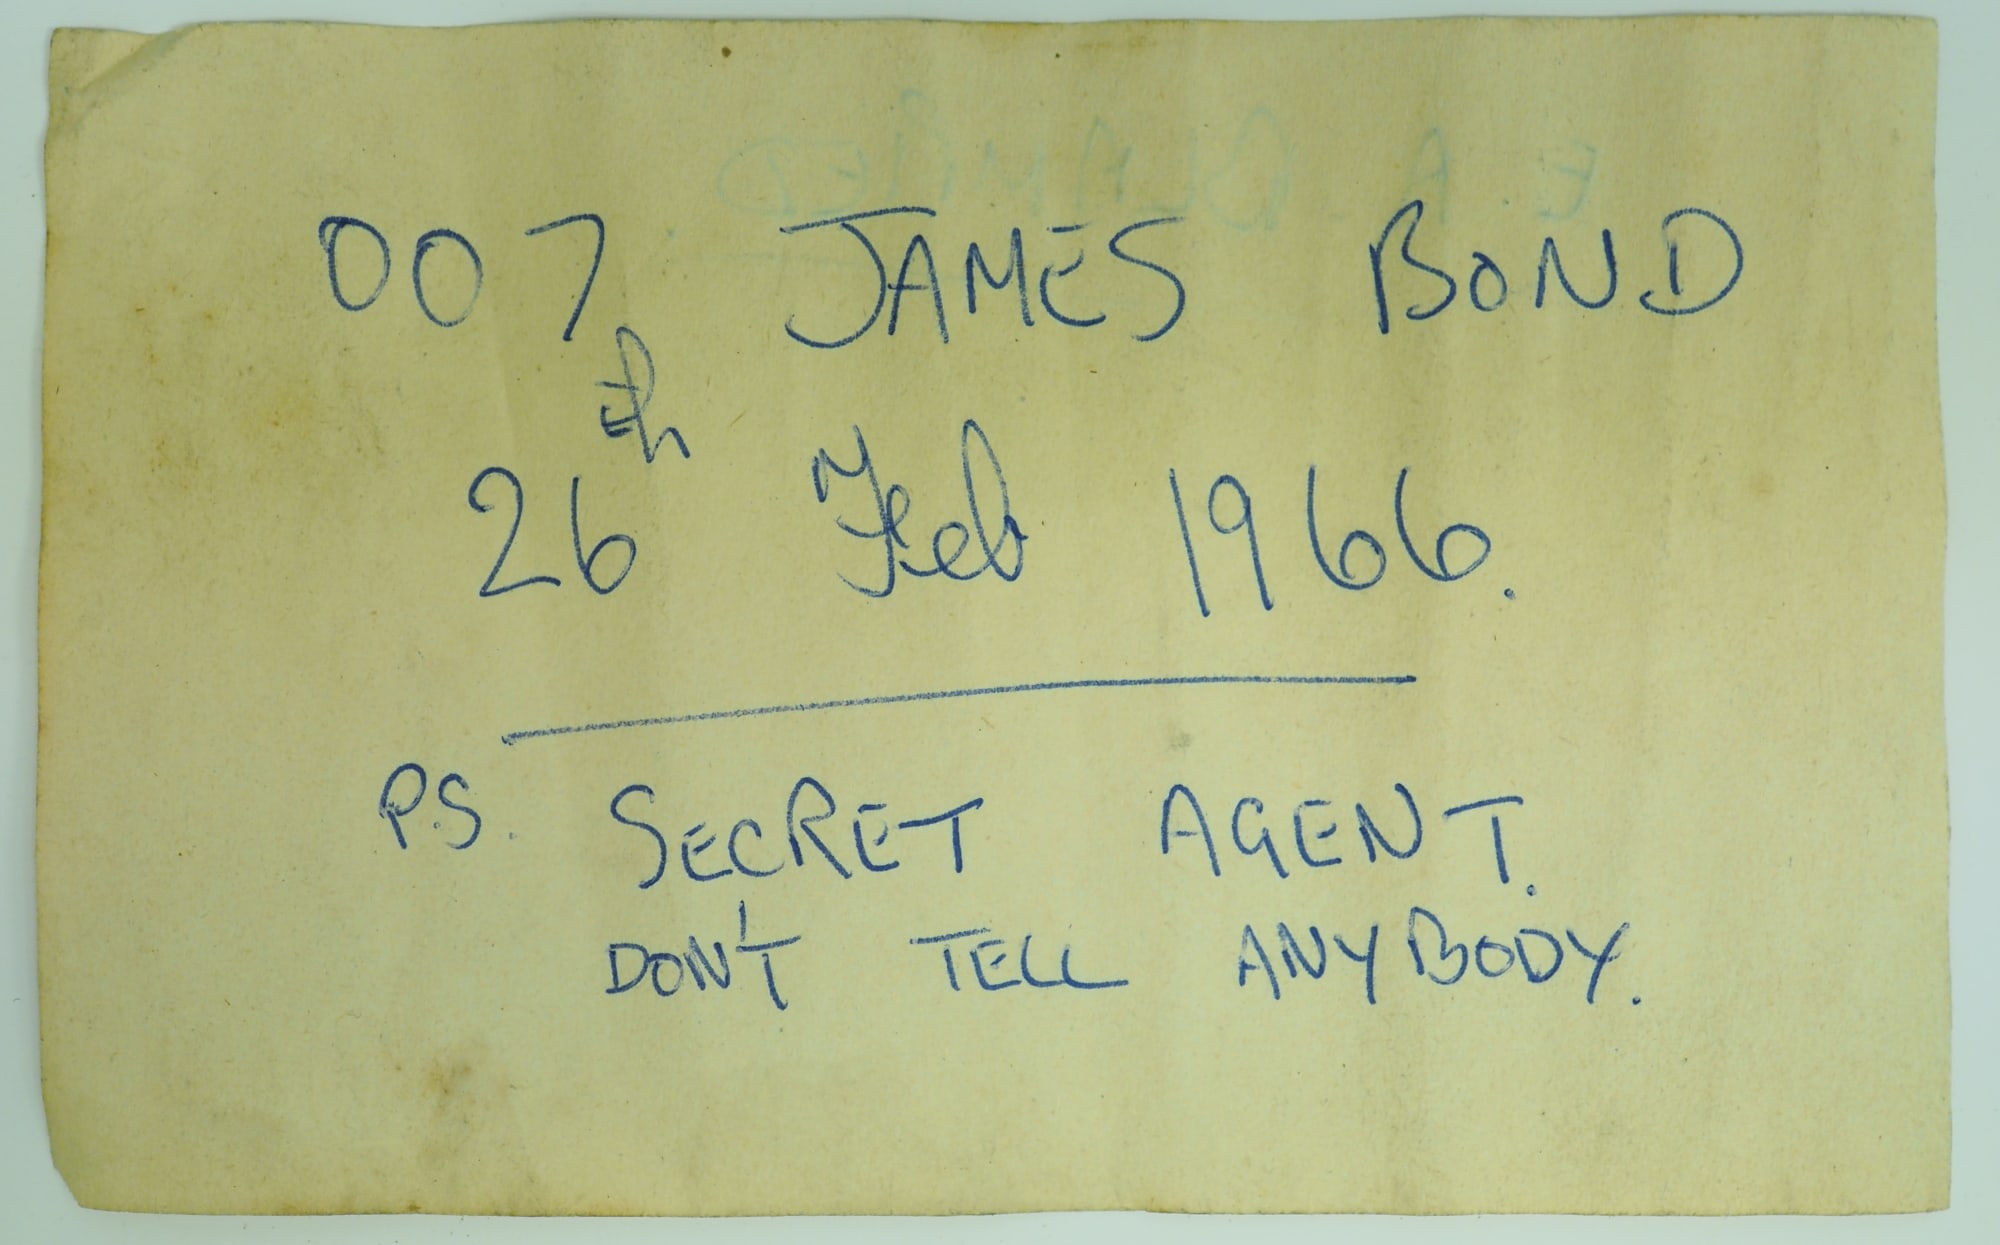 007 JAMES BOND
26th Feb 1966.
P.S. SECRET AGENT.
DON'T TELL ANYBODY.